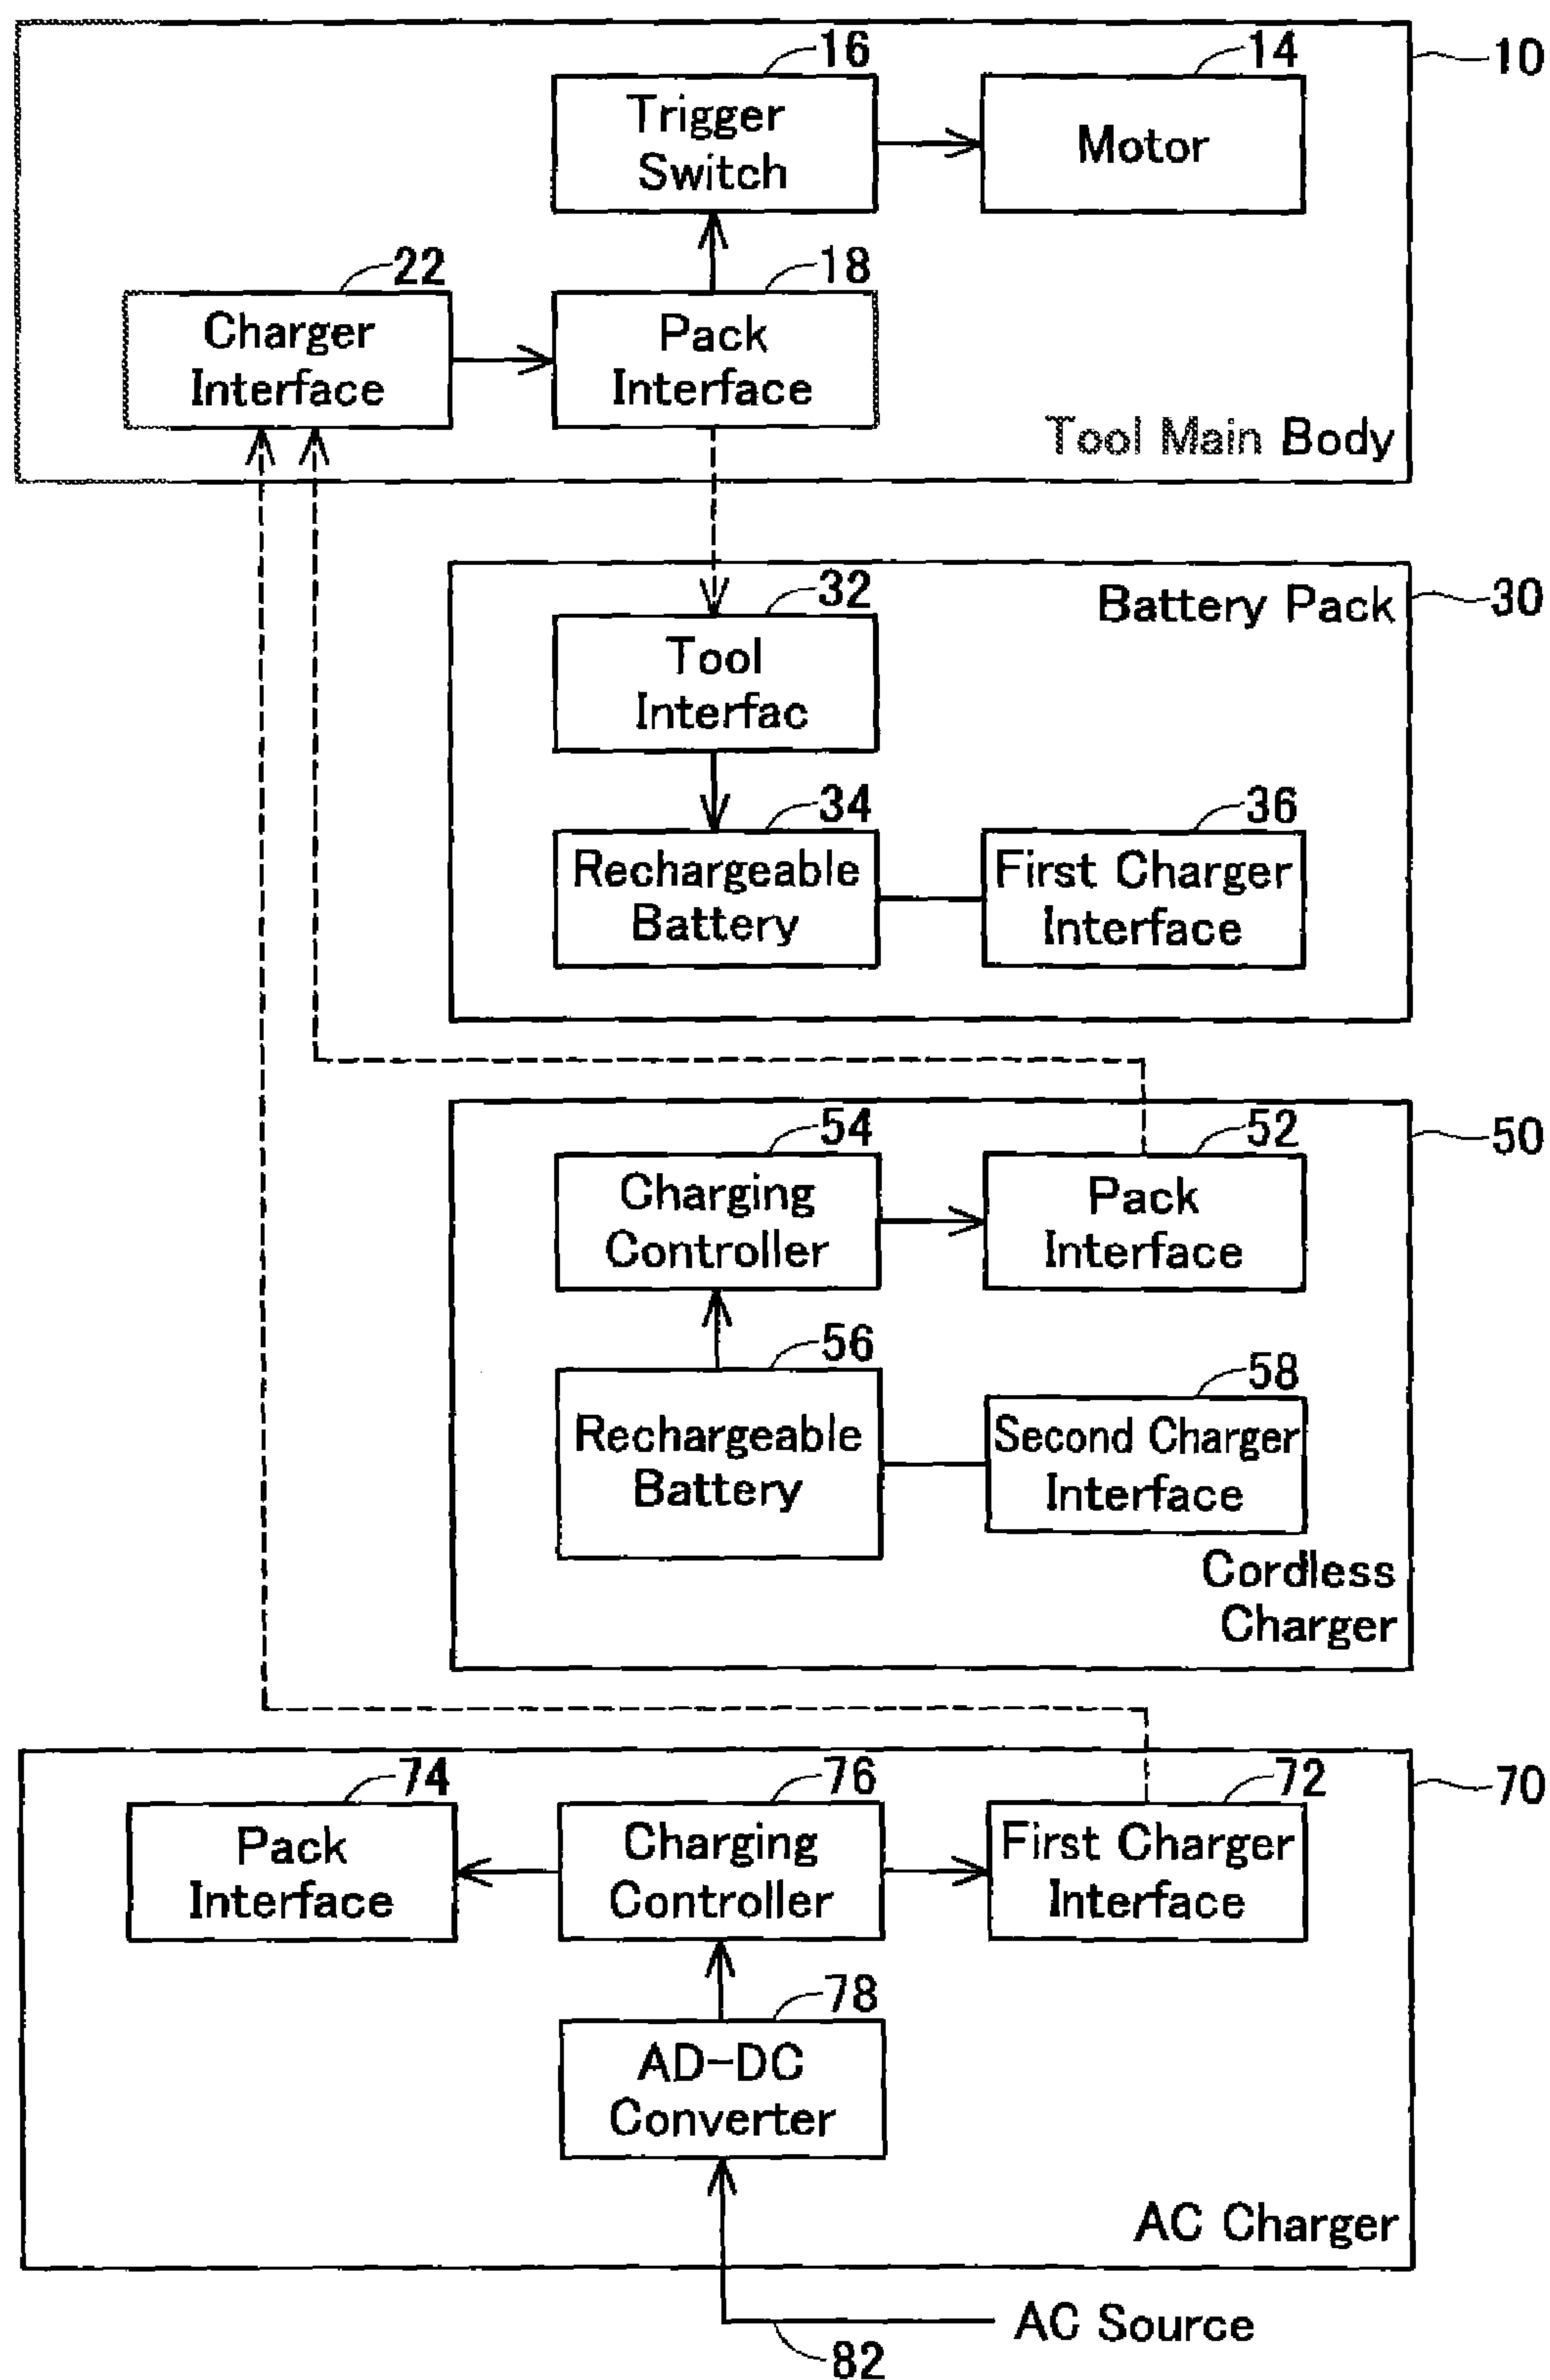 16
14
10
Trigger
Switch
Motor
22
18
Charger
Interface
Pack
Interface
Tool Main Body
32
Battery Pack
30
Tool
Interfac
34
36
Rechargeable
Battery
First Charger
Interface
54
52
50
Charging
Controller
Pack
Interface
56
58
Rechargeable
Battery
Second Charger
Interface
Cordless
Charger
74
76
72
70
Pack
Interface
Charging
Controller
First Charger
Interface
78
AD-DC
Converter
AC Charger
AC Source
82